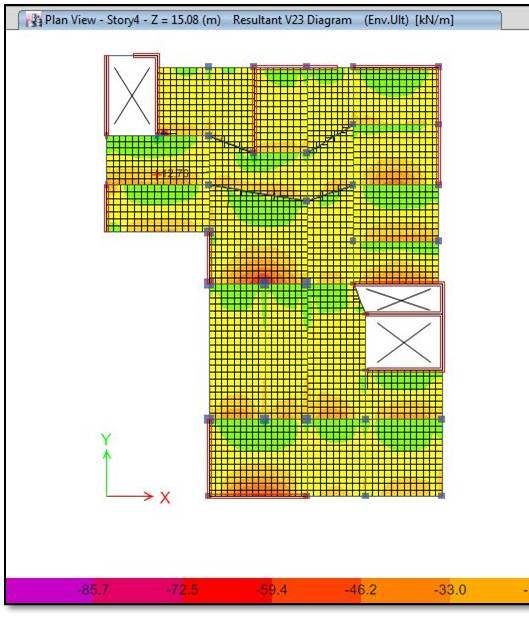 Plan View - Story4 - Z = 15.08 (m) Resultant V23 Diagram (Env.Ult) [kN/m]
Y
X
-85.7 -72.5 -59.4 -46.2 -33.0